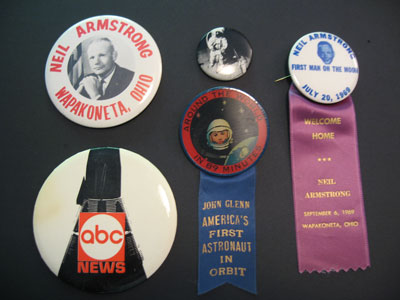 NEIL ARMSTRONG
WAPAKONETA, OHIO
NEIL ARMSTRONG
FIRST MAN ON THE MOON
JULY 20, 1969
AROUND THE WORLD
IN 89 MINUTES
WELCOME
HOME
***
NEIL
ARMSTRONG
SEPTEMBER 6, 1969
WAPAKONETA, OHIO
JOHN GLENN
AMERICA'S
FIRST
ASTRONAUT
IN
ORBIT
abc
NEWS